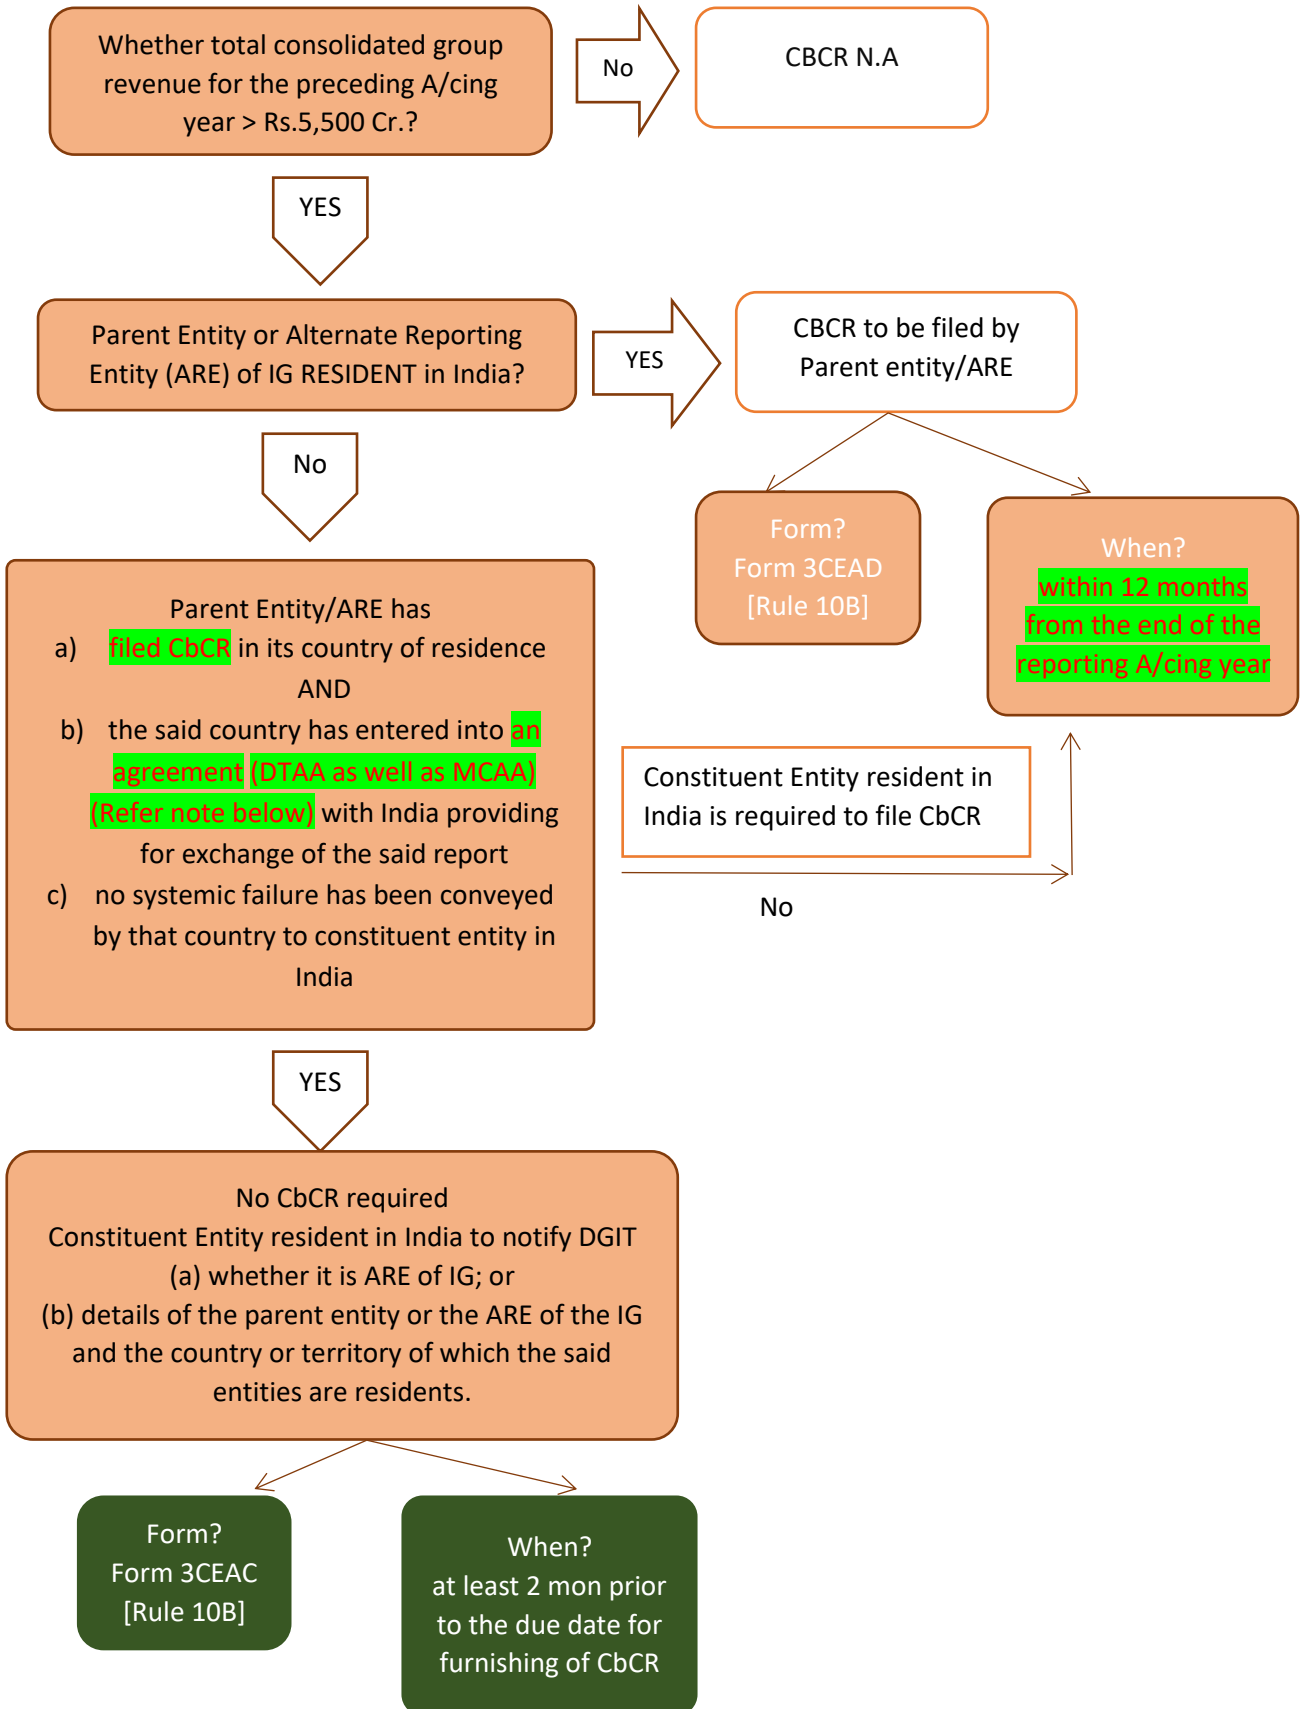 Whether total consolidated group
revenue for the preceding A/cing
year > Rs.5,500 Cr.?
No
CBCR N.A
YES
Parent Entity or Alternate Reporting
Entity (ARE) of IG RESIDENT in India?
YES
CBCR to be filed by
Parent entity/ARE
No
Form?
Form 3CEAD
[Rule 10B]
When?
within 12 months
from the end of the
reporting A/cing year
Parent Entity/ARE has
a) filed CbCR in its country of residence
AND
b) the said country has entered into an
agreement (DTAA as well as MCAA)
(Refer note below) with India providing
for exchange of the said report
c) no systemic failure has been conveyed
by that country to constituent entity in
India
Constituent Entity resident in
India is required to file CbCR
No
YES
No CbCR required
Constituent Entity resident in India to notify DGIT
(a) whether it is ARE of IG; or
(b) details of the parent entity or the ARE of the IG
and the country or territory of which the said
entities are residents.
Form?
Form 3CEAC
[Rule 10B]
When?
at least 2 mon prior
to the due date for
furnishing of CbCR